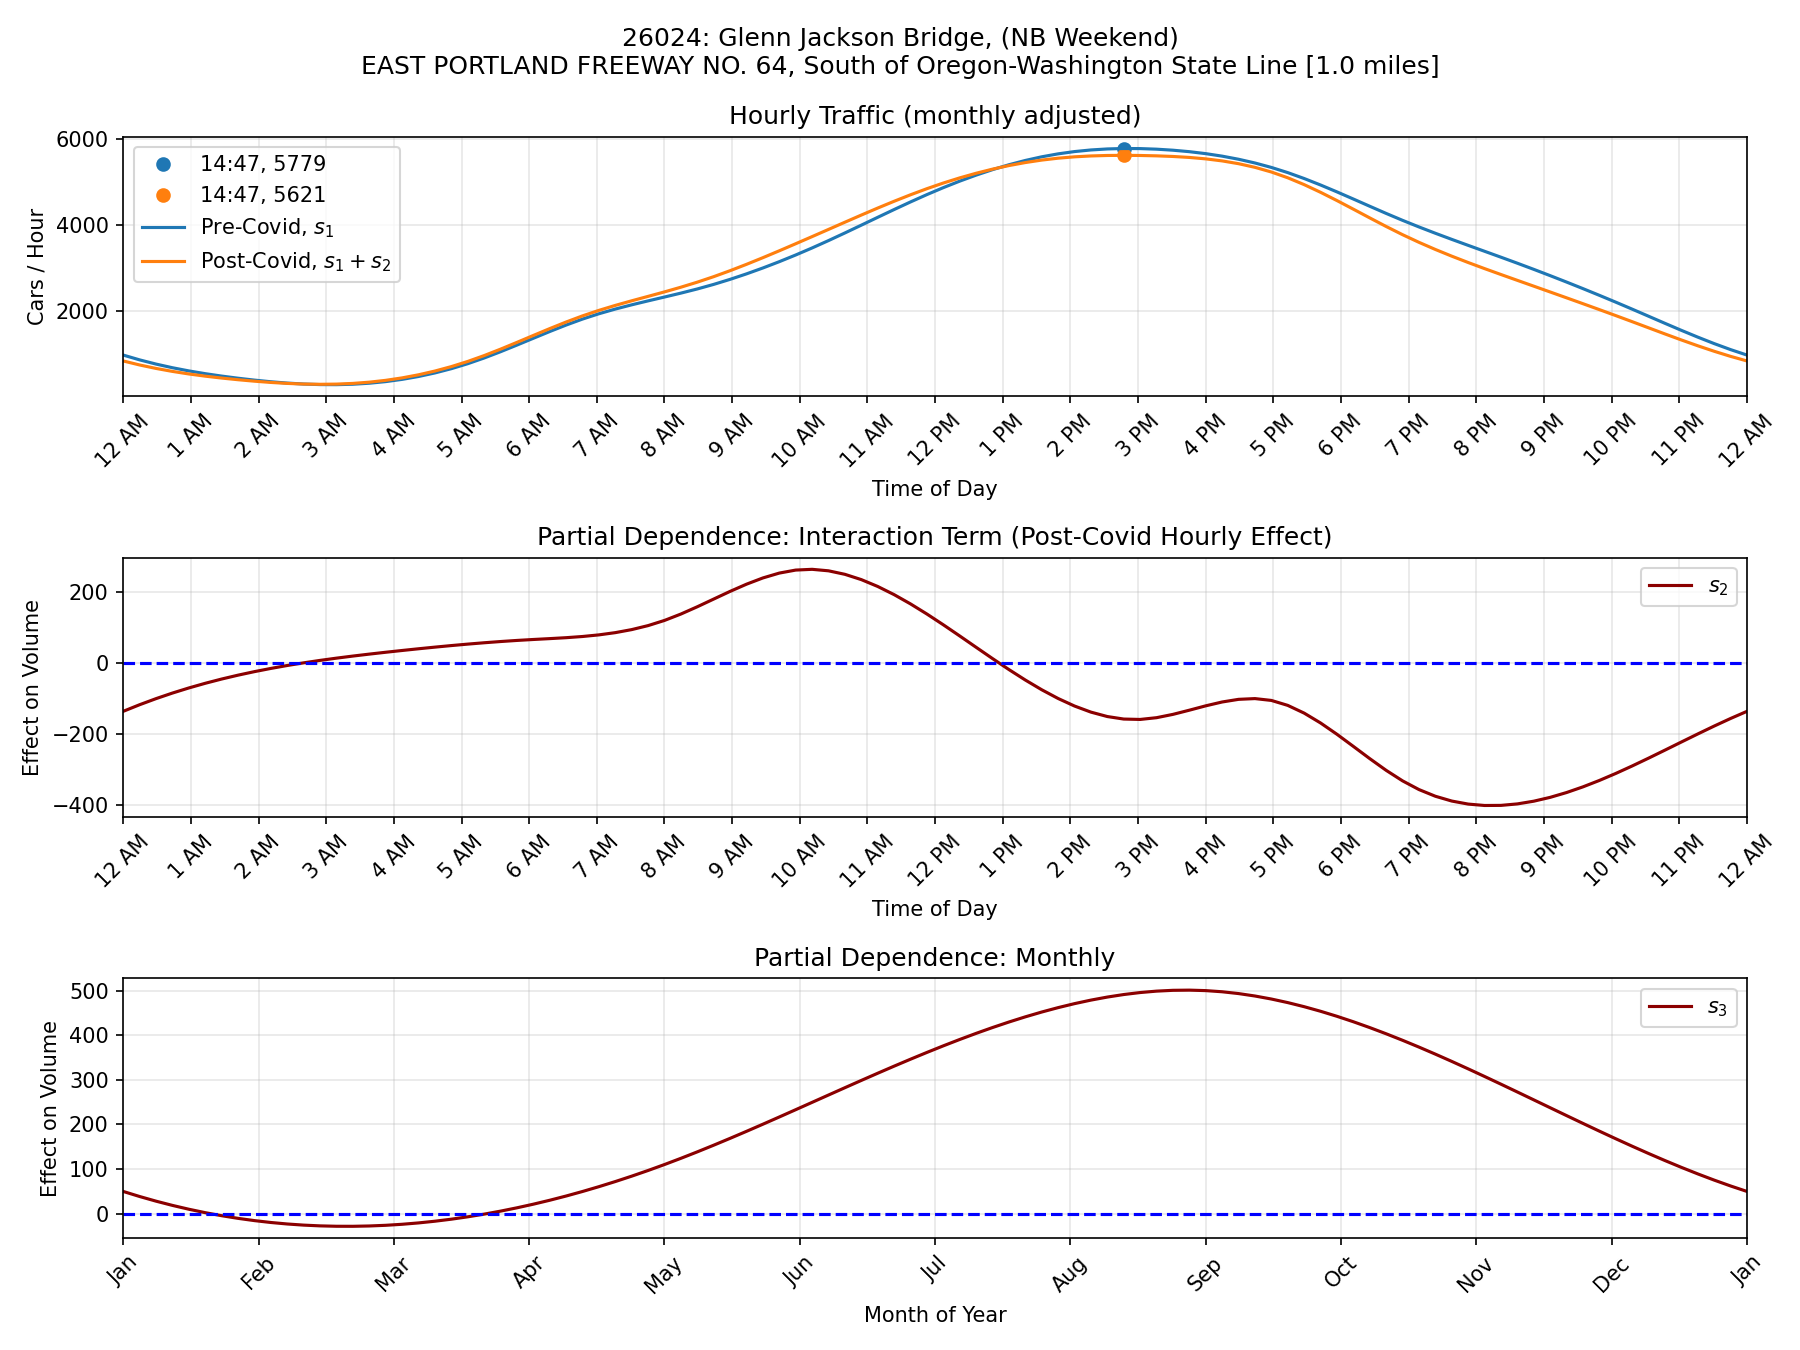 26024: Glenn Jackson Bridge, (NB Weekend)
EAST PORTLAND FREEWAY NO. 64, South of Oregon-Washington State Line [1.0 miles]
Hourly Traffic (monthly adjusted)
6000
4000
2000
Cars / Hour
14:47, 5779
14:47, 5621
Pre-Covid, s₁
Post-Covid, s₁ + s₂
12 AM 1 AM 2 AM 3 AM 4 AM 5 AM 6 AM 7 AM 8 AM 9 AM 10 AM 11 AM 12 PM 1 PM 2 PM 3 PM 4 PM 5 PM 6 PM 7 PM 8 PM 9 PM 10 PM 11 PM 12 AM
Time of Day
Partial Dependence: Interaction Term (Post-Covid Hourly Effect)
200
0
−200
−400
Effect on Volume
s₂
12 AM 1 AM 2 AM 3 AM 4 AM 5 AM 6 AM 7 AM 8 AM 9 AM 10 AM 11 AM 12 PM 1 PM 2 PM 3 PM 4 PM 5 PM 6 PM 7 PM 8 PM 9 PM 10 PM 11 PM 12 AM
Time of Day
Partial Dependence: Monthly
500
400
300
200
100
0
Effect on Volume
s₃
Jan Feb Mar Apr May Jun Jul Aug Sep Oct Nov Dec Jan
Month of Year